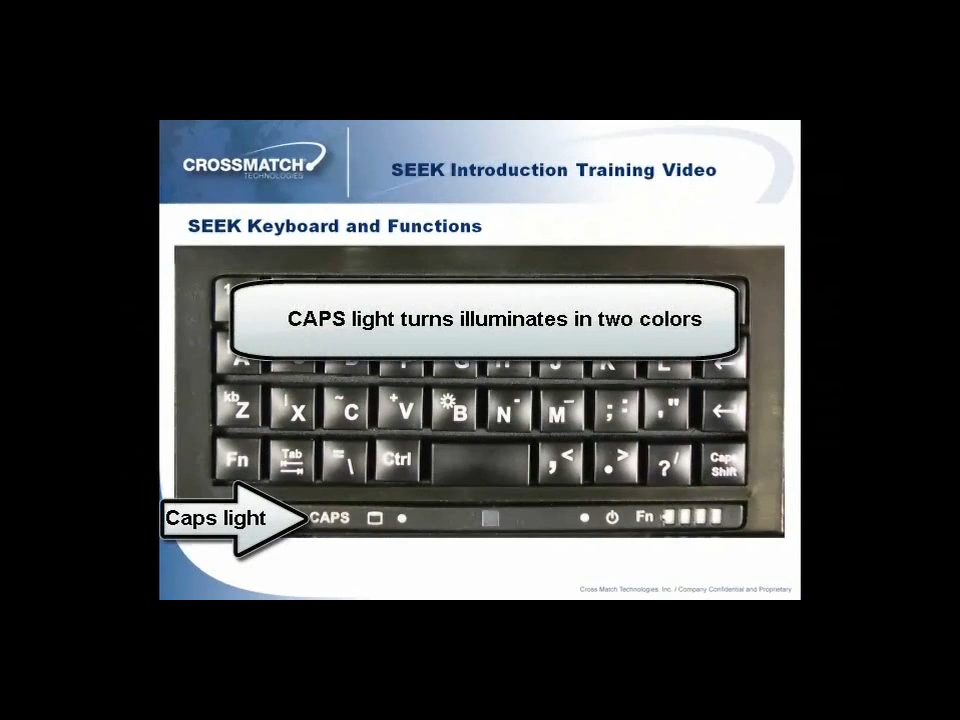 CROSSMATCH
TECHNOLOGIES
SEEK Introduction Training Video
SEEK Keyboard and Functions
CAPS light turns illuminates in two colors
kb Z | X ~ C + V B N - M _ ; : , " ←
Fn Tab = \ Ctrl , < . > ? / Caps Shift
Caps light
CAPS Fn
Cross Match Technologies, Inc. / Company Confidential and Proprietary